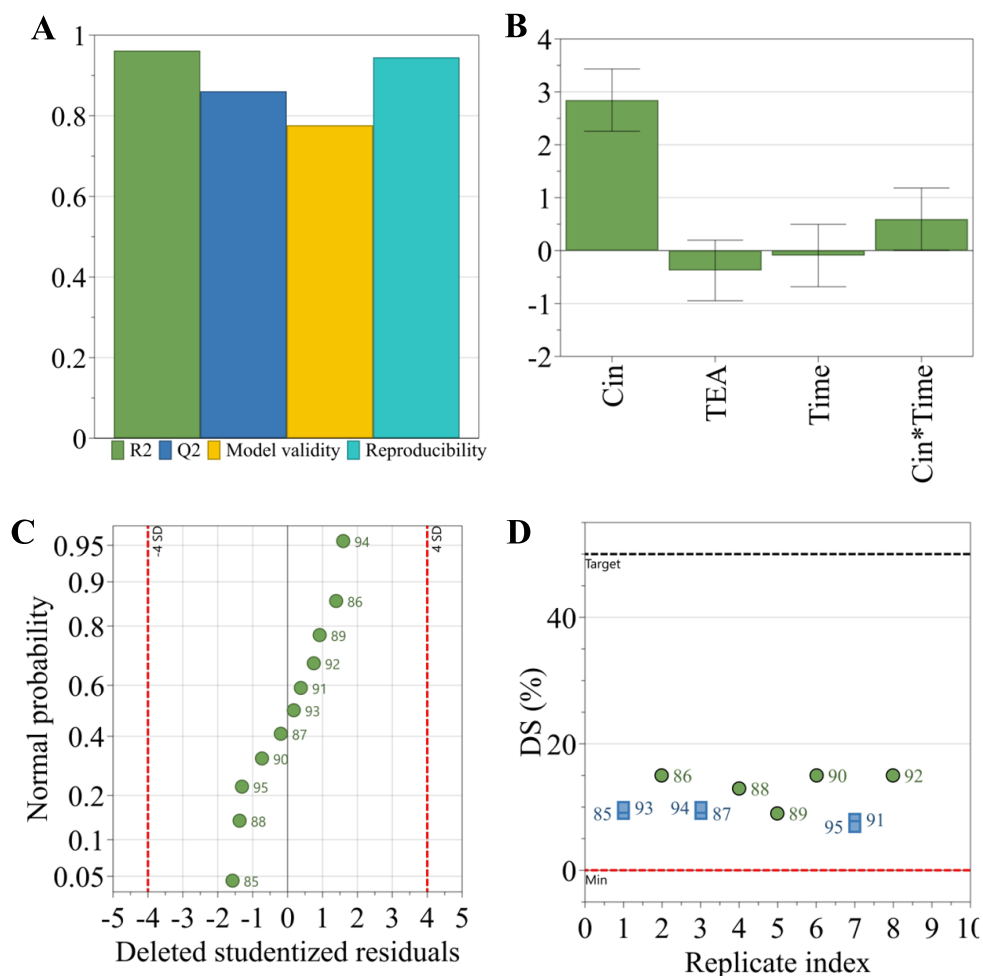 A
1
0.8
0.6
0.4
0.2
0
R2 Q2 Model validity Reproducibility
B
4
3
2
1
0
-1
-2
Cin
TEA
Time
Cin*Time
C
Normal probability
0.95
0.9
0.8
0.6
0.4
0.2
0.1
0.05
-4 SD
4 SD
94
86
89
92
91
93
87
90
95
88
85
-5 -4 -3 -2 -1 0 1 2 3 4 5
Deleted studentized residuals
D
DS (%)
40
20
0
Target
86
88
90
92
85 93
94 87
89
95 91
Min
0 1 2 3 4 5 6 7 8 9 10
Replicate index